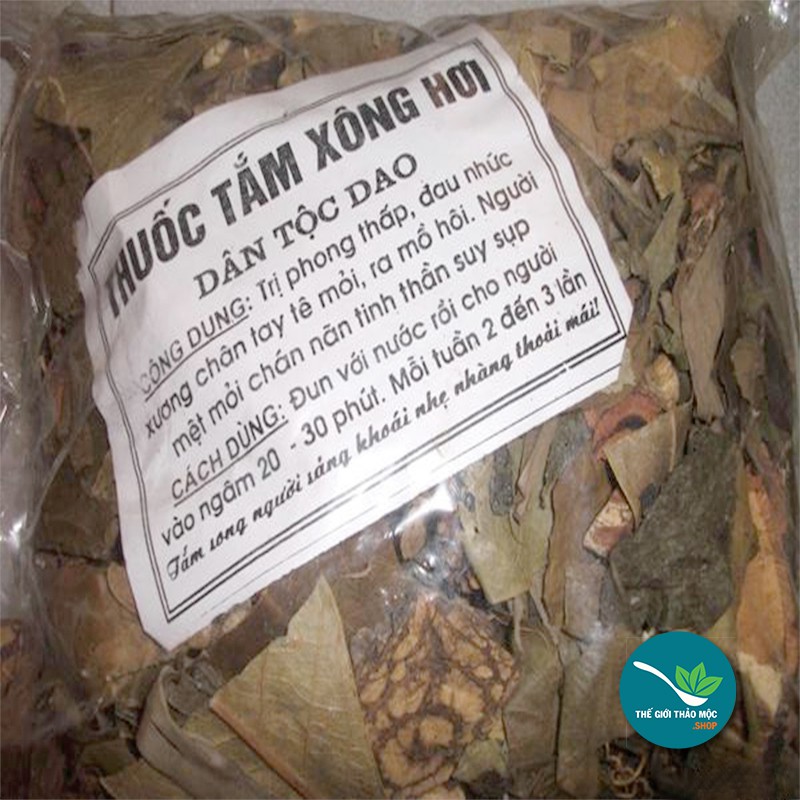 THUỐC TẮM XÔNG HƠI
DÂN TỘC DAO
CÔNG DỤNG: Trị phong thấp, đau nhức
xương chân tay tê mỏi, ra mồ hôi. Người
mệt mỏi chán nãn tinh thần suy sụp
CÁCH DÙNG: Đun với nước rồi cho người
vào ngâm 20 - 30 phút. Mỗi tuần 2 đến 3 lần
Tắm song người sảng khoái nhẹ nhàng thoải mái!
THẾ GIỚI THẢO MỘC
.SHOP